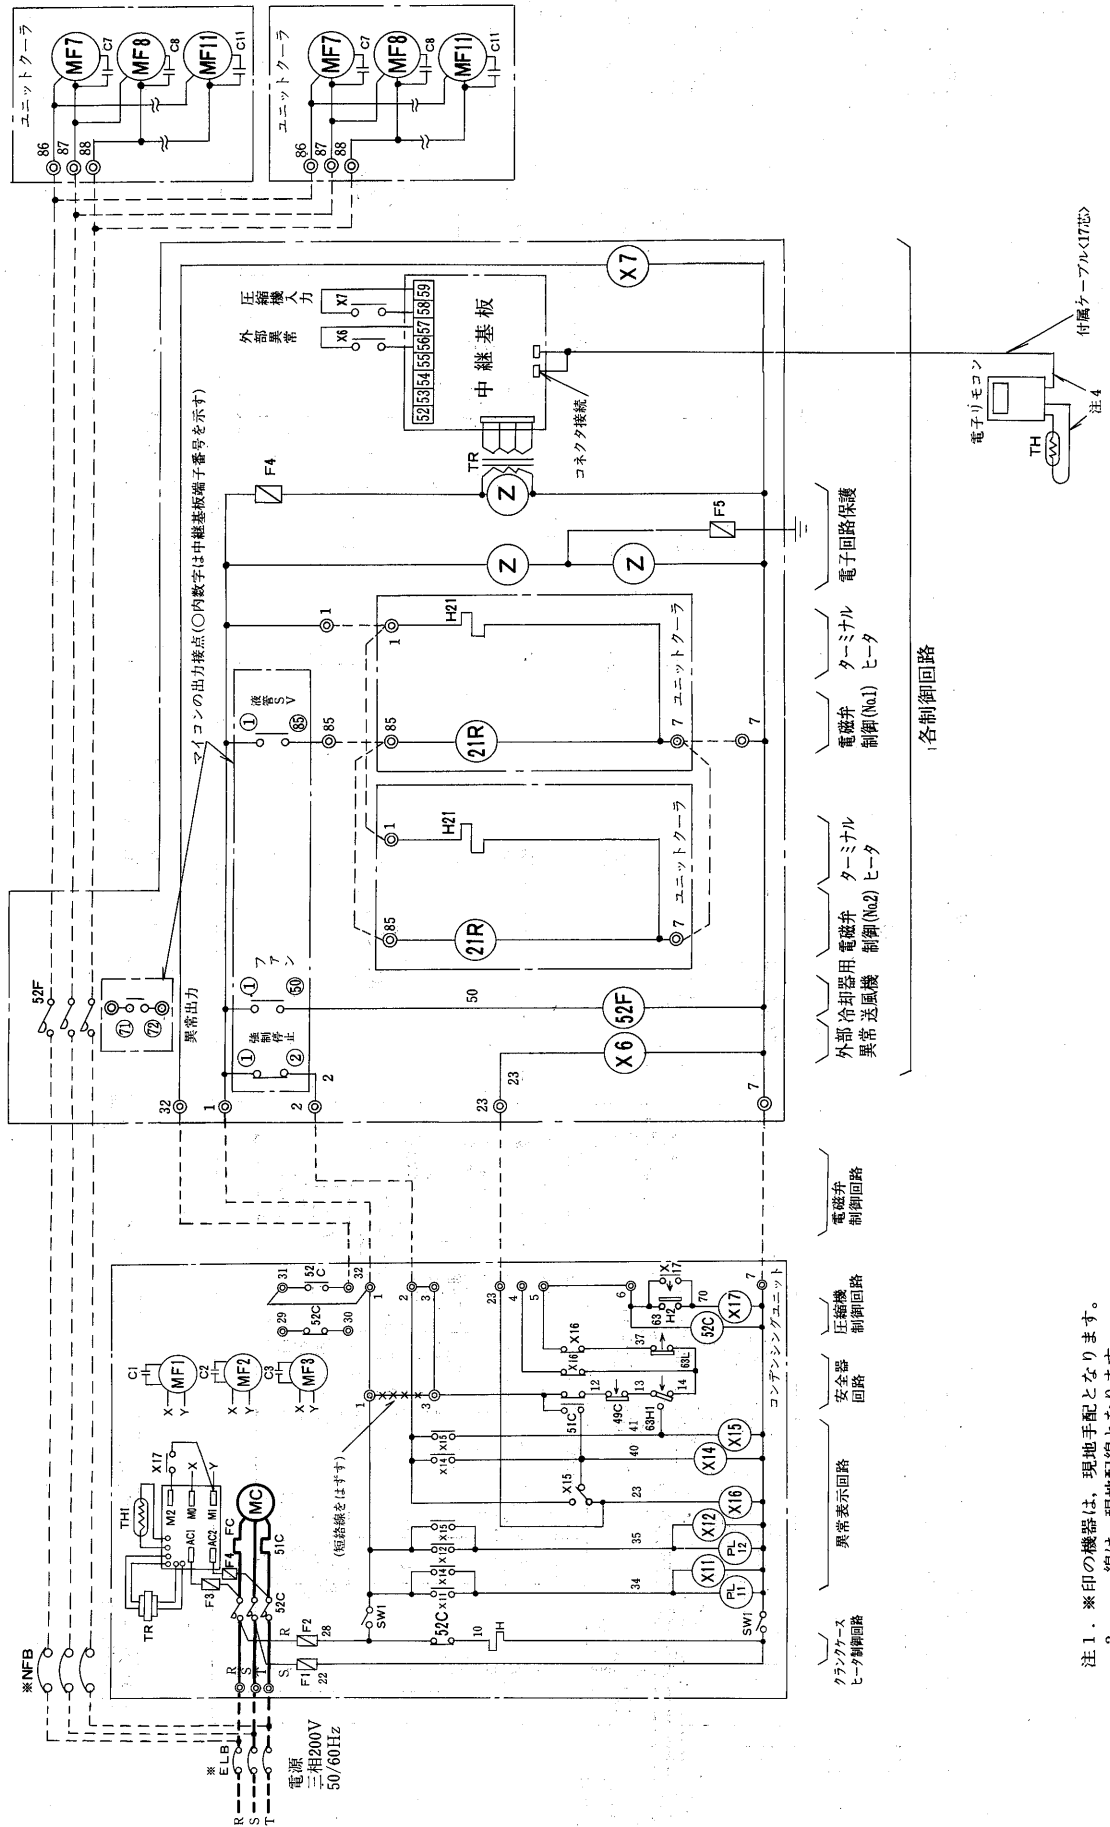 ユニットクーラ
MF7
C7
MF8
C8
MF11
C11
86
87
88
ユニットクーラ
MF7
C7
MF8
C8
MF11
C11
86
87
88
52F
71
72
異常出力
マイコンの出力接点(○内数字は中継基板端子番号を示す)
圧縮機入力
外部異常
X7
X6
52 53 54 55 56 57 58 59
中継基板
コネクタ接続
TR
F4
Z
Z
Z
F5
X7
電子リモコン
TH
付属ケーブル<17芯>
注4
強制停止
1
2
ファン
1
50
液管SV
1
85
85
1
85
1
H21
21R
7
ユニットクーラ
7
85
1
H21
21R
7
ユニットクーラ
50
52F
X6
23
2
32
1
2
23
7
外部異常
冷却器用送風機
電磁弁制御(No.2)
ターミナルヒータ
電磁弁制御(No.1)
ターミナルヒータ
電子回路保護
各制御回路
電磁弁制御回路
圧縮機制御回路
安全器回路
異常表示回路
クランクケースヒータ制御回路
コンデンシングユニット
※NFB
※ELB
電源
三相200V
50/60Hz
R
S
T
R
S
T
TR
TH1
M2
AC1 M0
AC2 M1
X17
X
Y
F3
F4
52C
51C
FC
MC
C1
MF1
X
Y
C2
MF2
X
Y
C3
MF3
X
Y
29
52C
30
31
52C
32
(短絡線をはずす)
1
3
1
2
3
23
4
5
6
7
R
S
F2
F1
28
22
SW1
SW1
52C
10
H
X11
X14
34
PL11
X11
X12
X15
35
PL12
X12
X16
23
X15
X14
X15
40
41
X14
X15
51C
49C
12
13
14
63H1
X16
X16
37
63L
63H2
X17
70
52C
X17
注1．※印の機器は，現地手配となります。